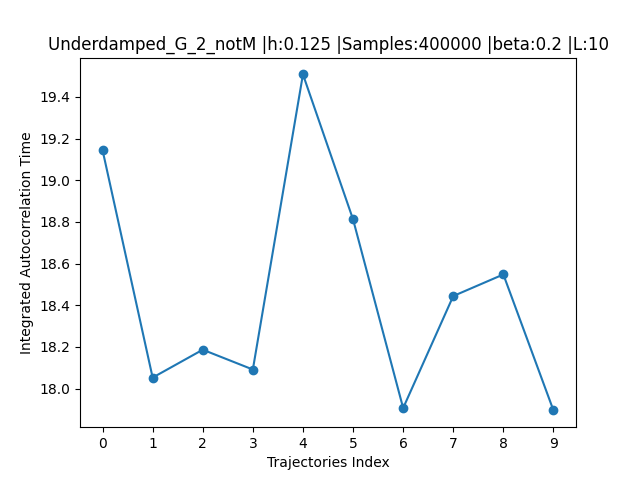 Underdamped_G_2_notM |h:0.125 |Samples:400000 |beta:0.2 |L:10
Integrated Autocorrelation Time
19.4
19.2
19.0
18.8
18.6
18.4
18.2
18.0
0 1 2 3 4 5 6 7 8 9
Trajectories Index